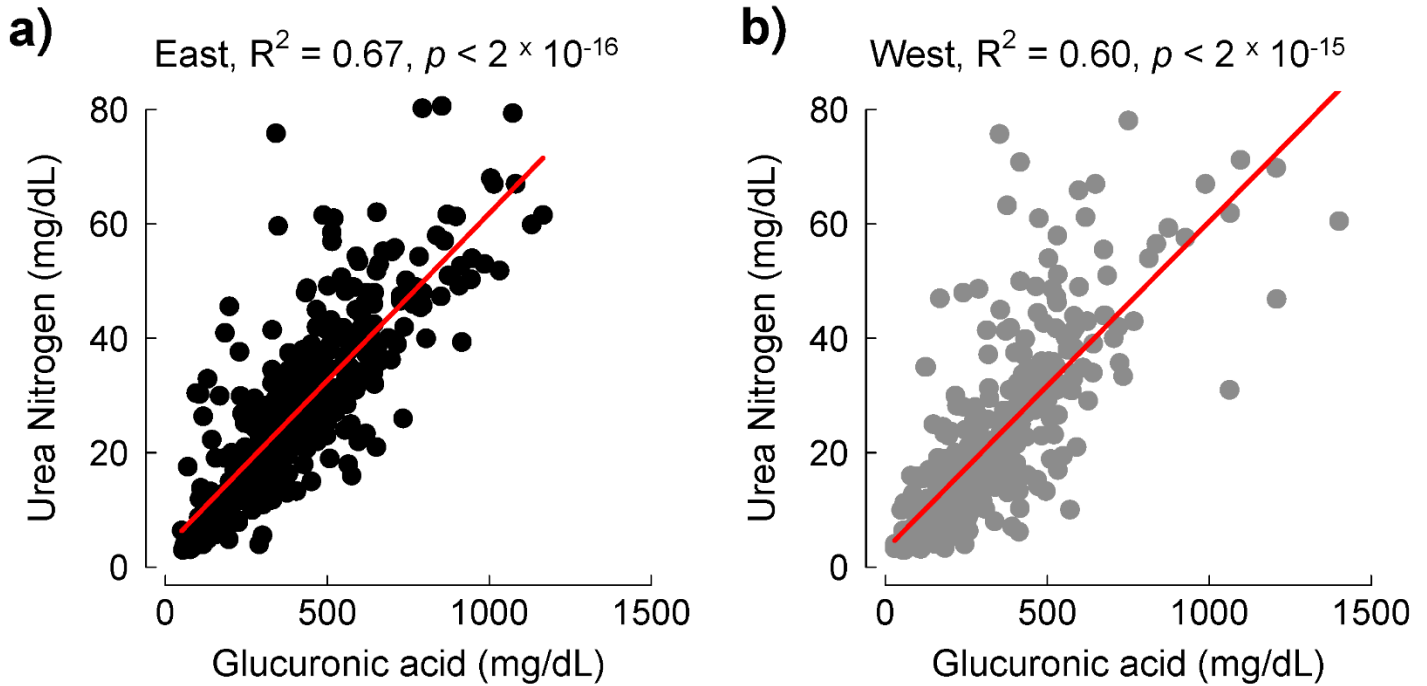 a)
East, R² = 0.67, p < 2 × 10⁻¹⁶
Urea Nitrogen (mg/dL)
80
60
40
20
0
0 500 1000 1500
Glucuronic acid (mg/dL)
b)
West, R² = 0.60, p < 2 × 10⁻¹⁵
Urea Nitrogen (mg/dL)
80
60
40
20
0
0 500 1000 1500
Glucuronic acid (mg/dL)